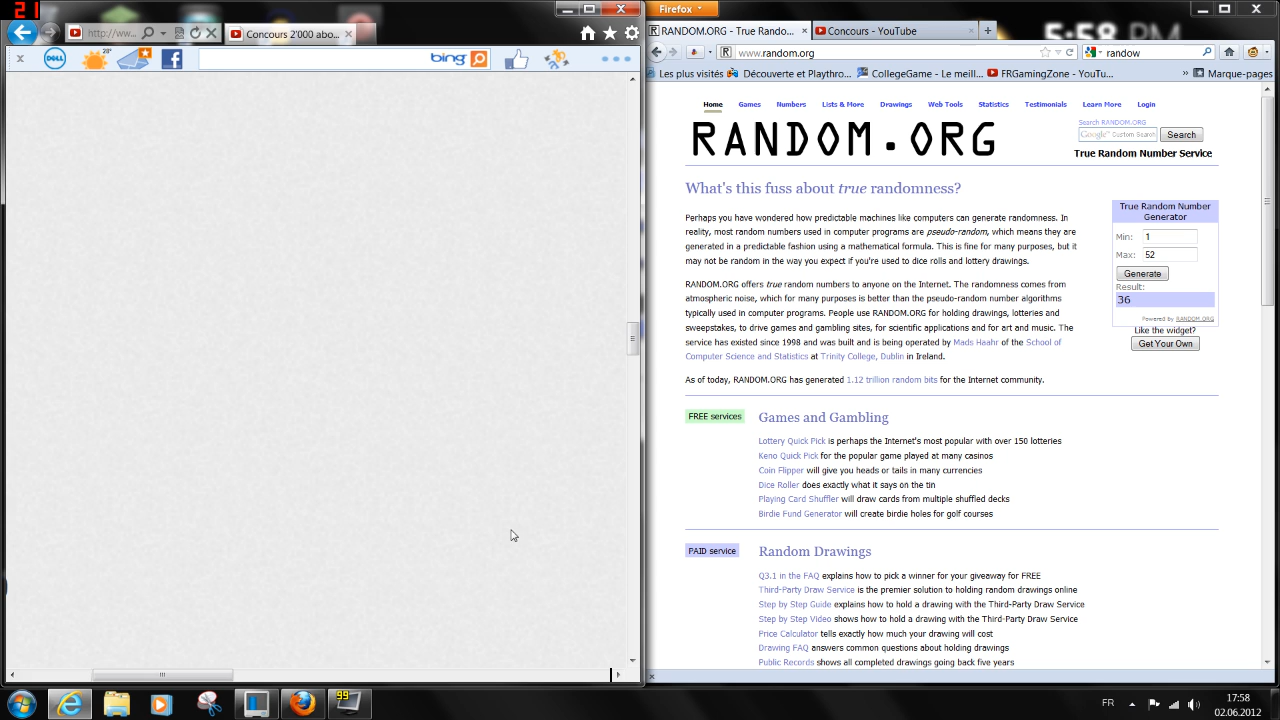 21
http://ww...
Concours 2'000 abo...
28°
DELL
bing
Firefox
5:58 PM
RANDOM.ORG - True Rando...
Concours - YouTube
www.random.org
randow
Les plus visités
Découverte et Playthro...
CollegeGame - Le meill...
FRGamingZone - YouTu...
»
Marque-pages
Home
Games
Numbers
Lists & More
Drawings
Web Tools
Statistics
Testimonials
Learn More
Login
RANDOM.ORG
Search RANDOM.ORG
Google™ Custom Search
Search
True Random Number Service
What's this fuss about true randomness?
Perhaps you have wondered how predictable machines like computers can generate randomness. In
reality, most random numbers used in computer programs are pseudo-random, which means they are
generated in a predictable fashion using a mathematical formula. This is fine for many purposes, but it
may not be random in the way you expect if you're used to dice rolls and lottery drawings.
RANDOM.ORG offers true random numbers to anyone on the Internet. The randomness comes from
atmospheric noise, which for many purposes is better than the pseudo-random number algorithms
typically used in computer programs. People use RANDOM.ORG for holding drawings, lotteries and
sweepstakes, to drive games and gambling sites, for scientific applications and for art and music. The
service has existed since 1998 and was built and is being operated by Mads Haahr of the School of
Computer Science and Statistics at Trinity College, Dublin in Ireland.
As of today, RANDOM.ORG has generated 1.12 trillion random bits for the Internet community.
True Random Number
Generator
Min: 1
Max: 52
Generate
Result:
36
Powered by RANDOM.ORG
Like the widget?
Get Your Own
FREE services
Games and Gambling
Lottery Quick Pick is perhaps the Internet's most popular with over 150 lotteries
Keno Quick Pick for the popular game played at many casinos
Coin Flipper will give you heads or tails in many currencies
Dice Roller does exactly what it says on the tin
Playing Card Shuffler will draw cards from multiple shuffled decks
Birdie Fund Generator will create birdie holes for golf courses
PAID service
Random Drawings
Q3.1 in the FAQ explains how to pick a winner for your giveaway for FREE
Third-Party Draw Service is the premier solution to holding random drawings online
Step by Step Guide explains how to hold a drawing with the Third-Party Draw Service
Step by Step Video shows how to hold a drawing with the Third-Party Draw Service
Price Calculator tells exactly how much your drawing will cost
Drawing FAQ answers common questions about holding drawings
Public Records shows all completed drawings going back five years
99
FR
17:58
02.06.2012